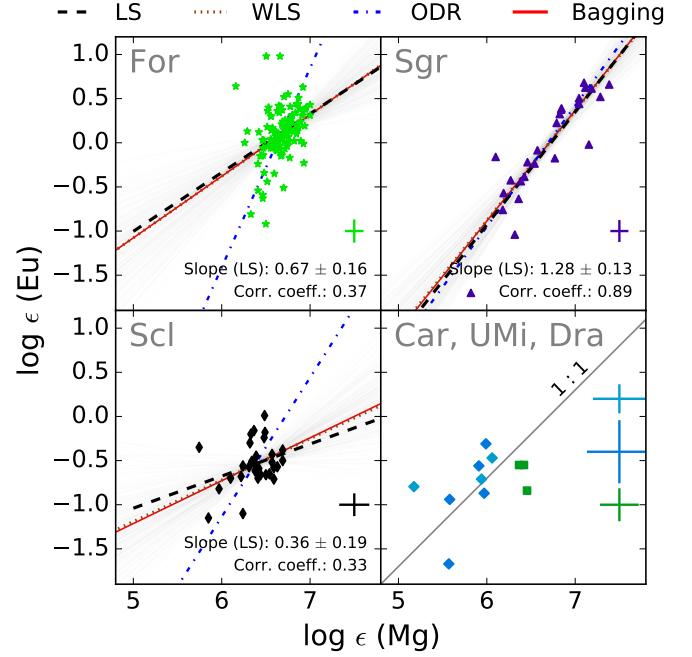 LS WLS ODR Bagging
For
Sgr
1.0
0.5
0.0
−0.5
−1.0
−1.5
Slope (LS): 0.67 ± 0.16
Corr. coeff.: 0.37
Slope (LS): 1.28 ± 0.13
Corr. coeff.: 0.89
log ϵ (Eu)
Scl
Car, UMi, Dra
1 : 1
1.0
0.5
0.0
−0.5
−1.0
−1.5
Slope (LS): 0.36 ± 0.19
Corr. coeff.: 0.33
5 6 7 5 6 7
log ϵ (Mg)